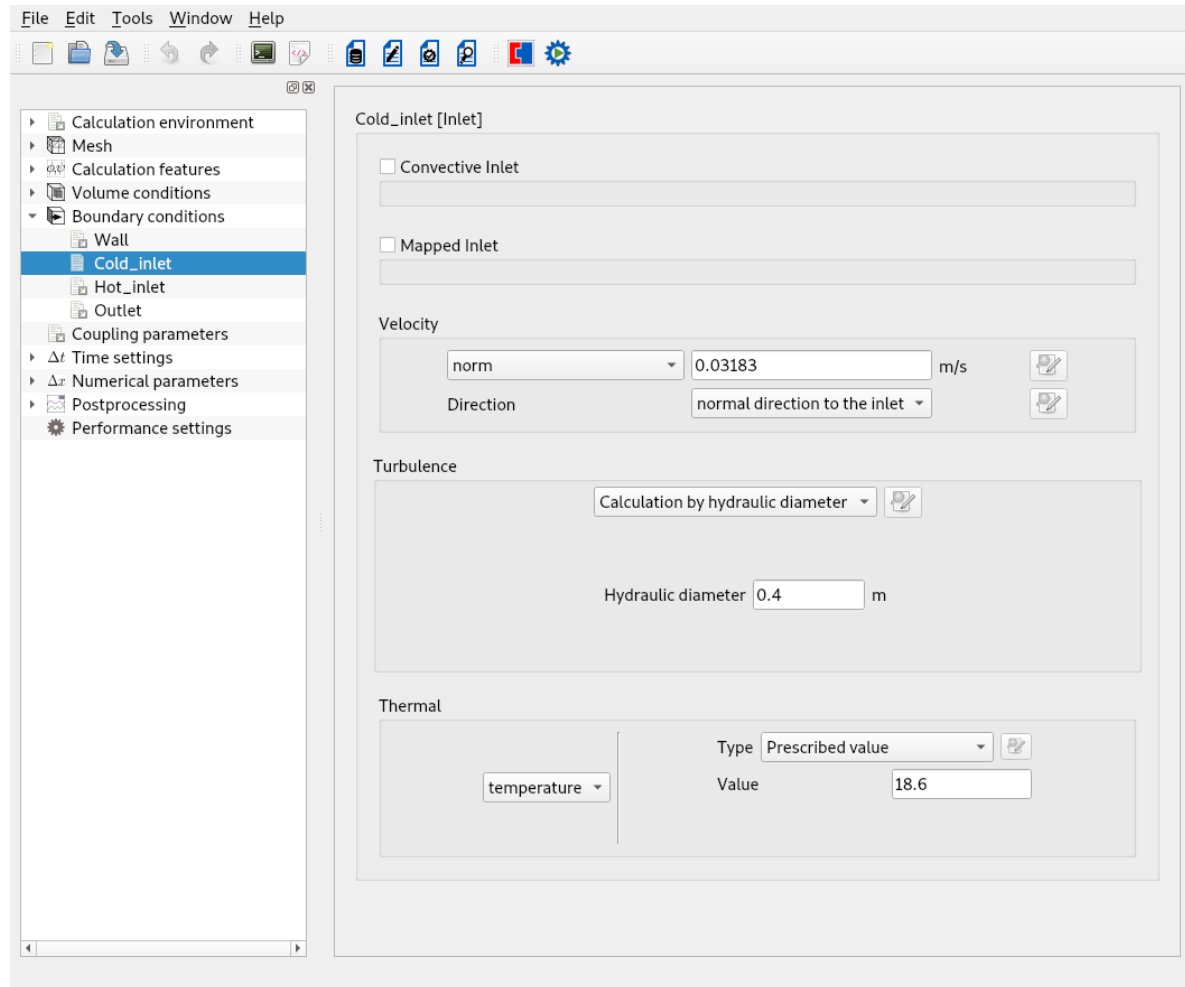 File Edit Tools Window Help
Calculation environment
Mesh
Calculation features
Volume conditions
Boundary conditions
Wall
Cold_inlet
Hot_inlet
Outlet
Coupling parameters
Δt Time settings
Δx Numerical parameters
Postprocessing
Performance settings
Cold_inlet [Inlet]
Convective Inlet
Mapped Inlet
Velocity
norm 0.03183 m/s
Direction normal direction to the inlet
Turbulence
Calculation by hydraulic diameter
Hydraulic diameter 0.4 m
Thermal
Type Prescribed value
temperature
Value 18.6